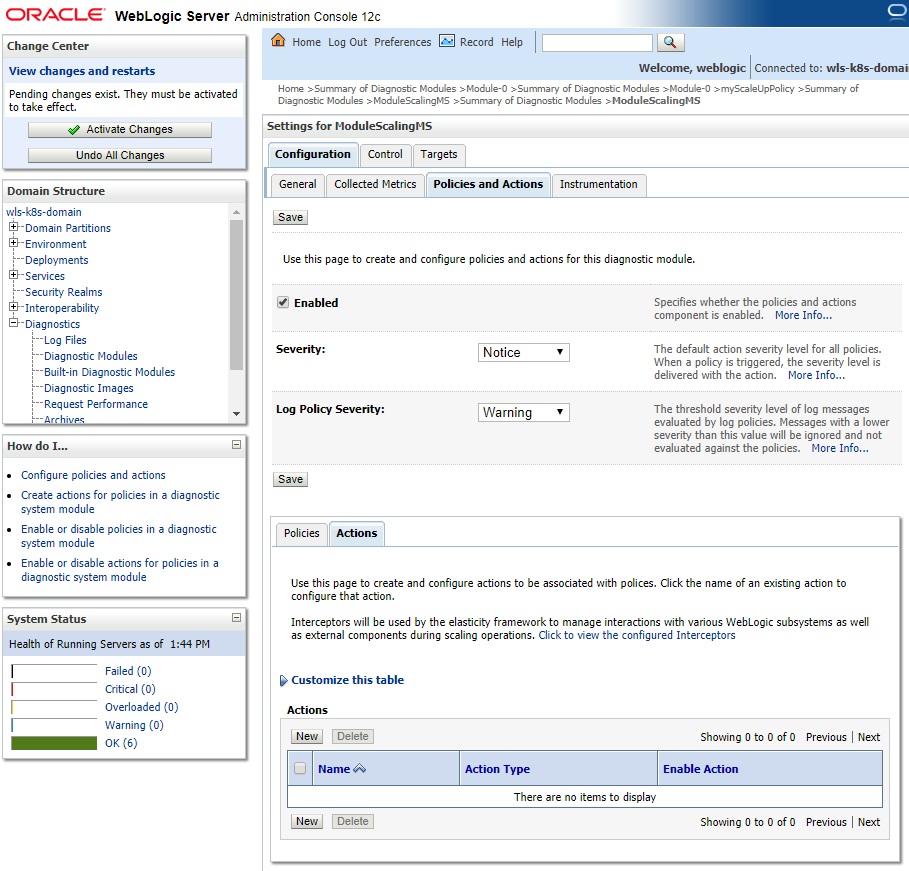 ORACLE WebLogic Server Administration Console 12c
Change Center
View changes and restarts
Pending changes exist. They must be activated
to take effect.
Activate Changes
Undo All Changes
Domain Structure
wls-k8s-domain
Domain Partitions
Environment
Deployments
Services
Security Realms
Interoperability
Diagnostics
Log Files
Diagnostic Modules
Built-in Diagnostic Modules
Diagnostic Images
Request Performance
Archives
How do I...
Configure policies and actions
Create actions for policies in a diagnostic
system module
Enable or disable policies in a diagnostic
system module
Enable or disable actions for policies in a
diagnostic system module
System Status
Health of Running Servers as of 1:44 PM
Failed (0)
Critical (0)
Overloaded (0)
Warning (0)
OK (6)
Home Log Out Preferences Record Help
Welcome, weblogic Connected to: wls-k8s-domai
Home >Summary of Diagnostic Modules >Module-0 >Summary of Diagnostic Modules >Module-0 >myScaleUpPolicy >Summary of
Diagnostic Modules >ModuleScalingMS >Summary of Diagnostic Modules >ModuleScalingMS
Settings for ModuleScalingMS
Configuration Control Targets
General Collected Metrics Policies and Actions Instrumentation
Save
Use this page to create and configure policies and actions for this diagnostic module.
Enabled
Specifies whether the policies and actions
component is enabled. More Info...
Severity:
Notice
The default action severity level for all policies.
When a policy is triggered, the severity level is
delivered with the action. More Info...
Log Policy Severity:
Warning
The threshold severity level of log messages
evaluated by log policies. Messages with a lower
severity than this value will be ignored and not
evaluated against the policies. More Info...
Save
Policies Actions
Use this page to create and configure actions to be associated with polices. Click the name of an existing action to
configure that action.
Interceptors will be used by the elasticity framework to manage interactions with various WebLogic subsystems as well
as external components during scaling operations. Click to view the configured Interceptors
Customize this table
Actions
New Delete Showing 0 to 0 of 0 Previous | Next
Name Action Type Enable Action
There are no items to display
New Delete Showing 0 to 0 of 0 Previous | Next